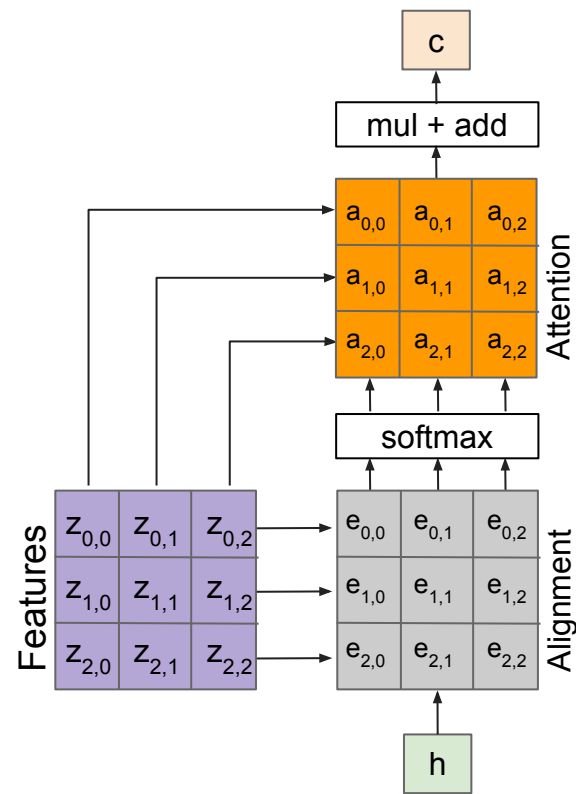 c
mul + add
a0,0 a0,1 a0,2
a1,0 a1,1 a1,2
a2,0 a2,1 a2,2
Attention
softmax
Features
z0,0 z0,1 z0,2
z1,0 z1,1 z1,2
z2,0 z2,1 z2,2
e0,0 e0,1 e0,2
e1,0 e1,1 e1,2
e2,0 e2,1 e2,2
Alignment
h